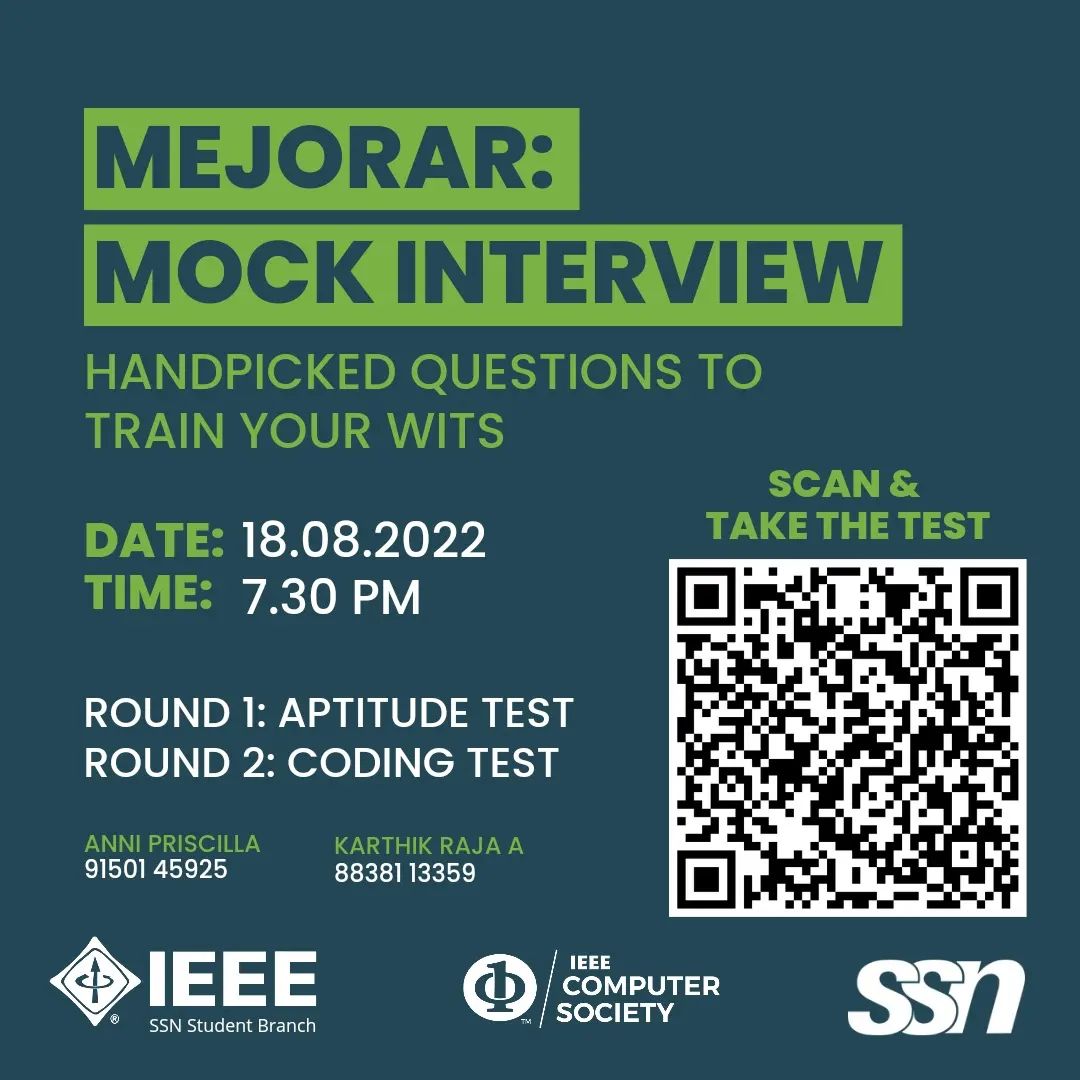 MEJORAR:
MOCK INTERVIEW
HANDPICKED QUESTIONS TO
TRAIN YOUR WITS
DATE: 18.08.2022
TIME: 7.30 PM
SCAN &
TAKE THE TEST
ROUND 1: APTITUDE TEST
ROUND 2: CODING TEST
ANNI PRISCILLA
91501 45925
KARTHIK RAJA A
88381 13359
IEEE
®
SSN Student Branch
TM
IEEE
COMPUTER
SOCIETY
ssn